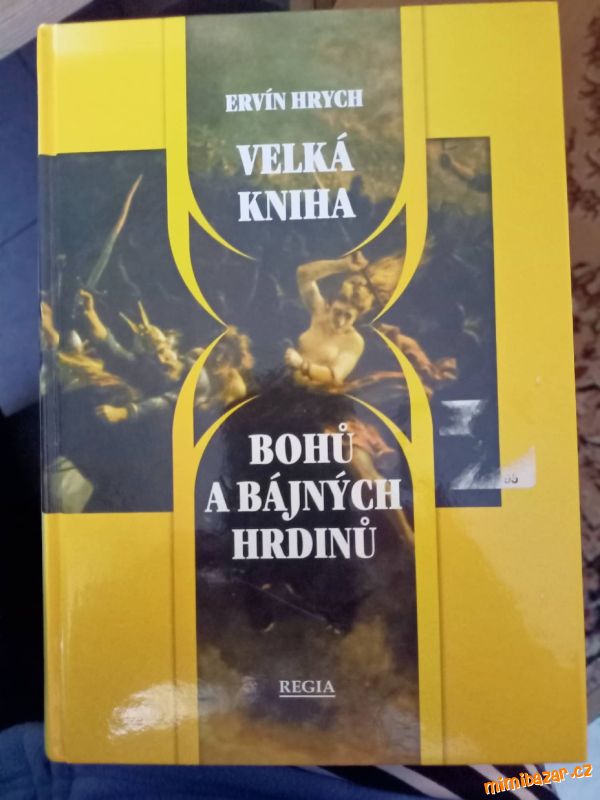 ERVÍN HRYCH
VELKÁ
KNIHA
BOHŮ
A BÁJNÝCH
HRDINŮ
REGIA
mimibazar.cz